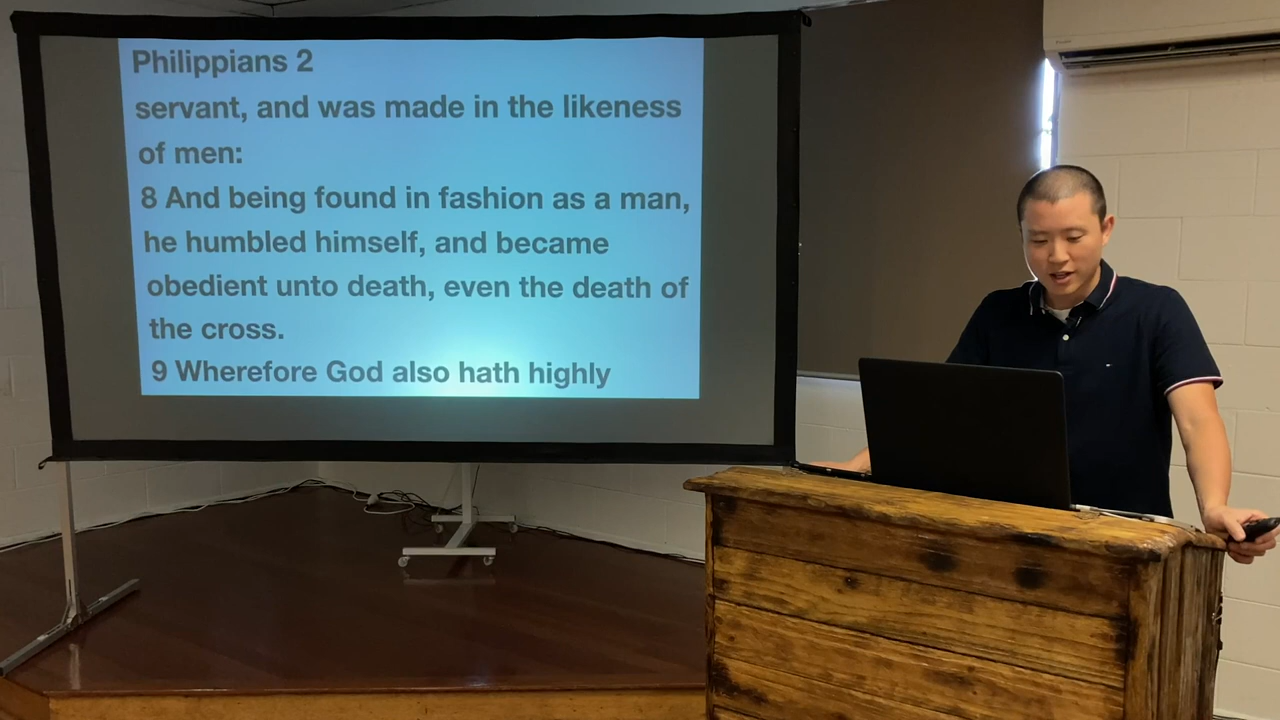 Philippians 2
servant, and was made in the likeness
of men:
8 And being found in fashion as a man,
he humbled himself, and became
obedient unto death, even the death of
the cross.
9 Wherefore God also hath highly